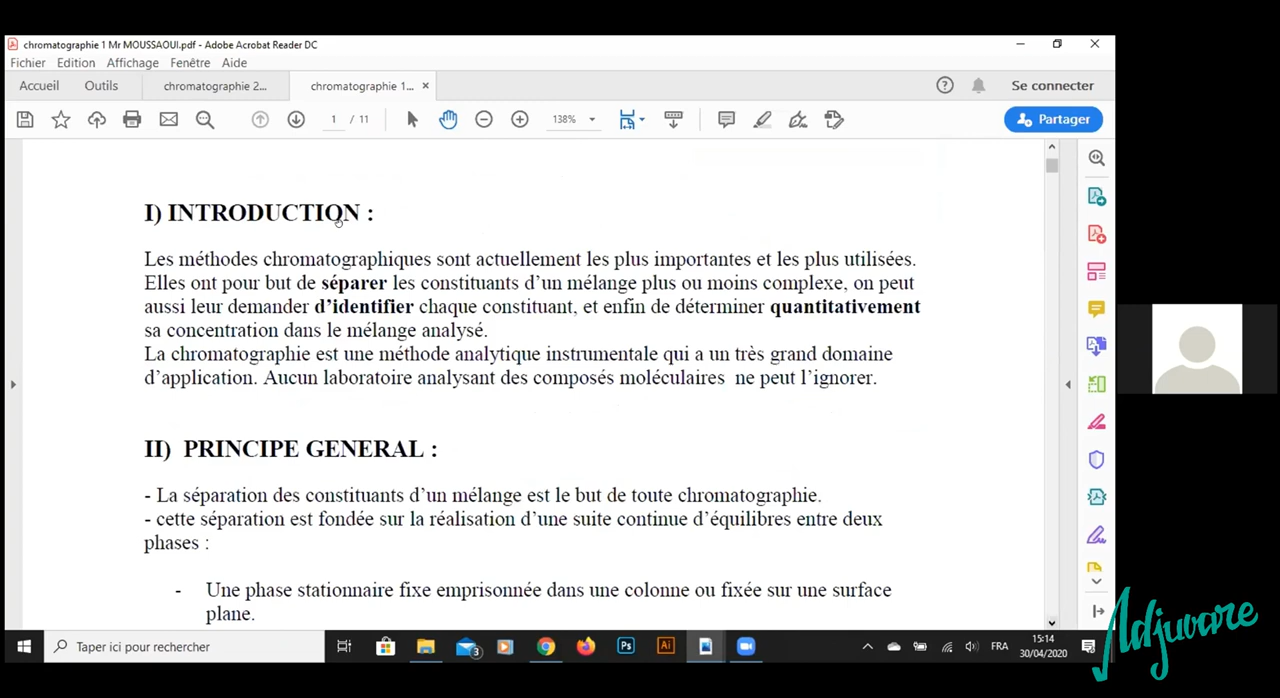 chromatographie 1 Mr MOUSSAOUI.pdf - Adobe Acrobat Reader DC
Fichier Edition Affichage Fenêtre Aide
Accueil Outils chromatographie 2... chromatographie 1... Se connecter
1 / 11 138% Partager
I) INTRODUCTION :
Les méthodes chromatographiques sont actuellement les plus importantes et les plus utilisées.
Elles ont pour but de séparer les constituants d’un mélange plus ou moins complexe, on peut
aussi leur demander d’identifier chaque constituant, et enfin de déterminer quantitativement
sa concentration dans le mélange analysé.
La chromatographie est une méthode analytique instrumentale qui a un très grand domaine
d’application. Aucun laboratoire analysant des composés moléculaires ne peut l’ignorer.
II) PRINCIPE GENERAL :
- La séparation des constituants d’un mélange est le but de toute chromatographie.
- cette séparation est fondée sur la réalisation d’une suite continue d’équilibres entre deux
phases :
- Une phase stationnaire fixe emprisonnée dans une colonne ou fixée sur une surface
plane.
Taper ici pour rechercher
3
Ps
Ai
FRA
15:14
30/04/2020
Adjuvare